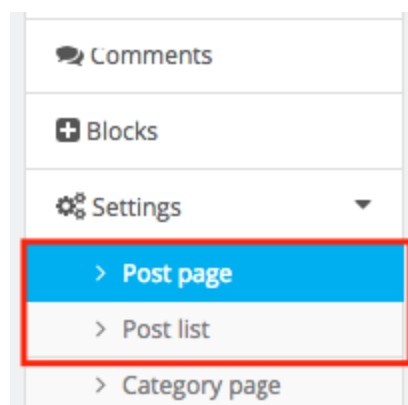 Comments
Blocks
Settings
Post page
Post list
Category page